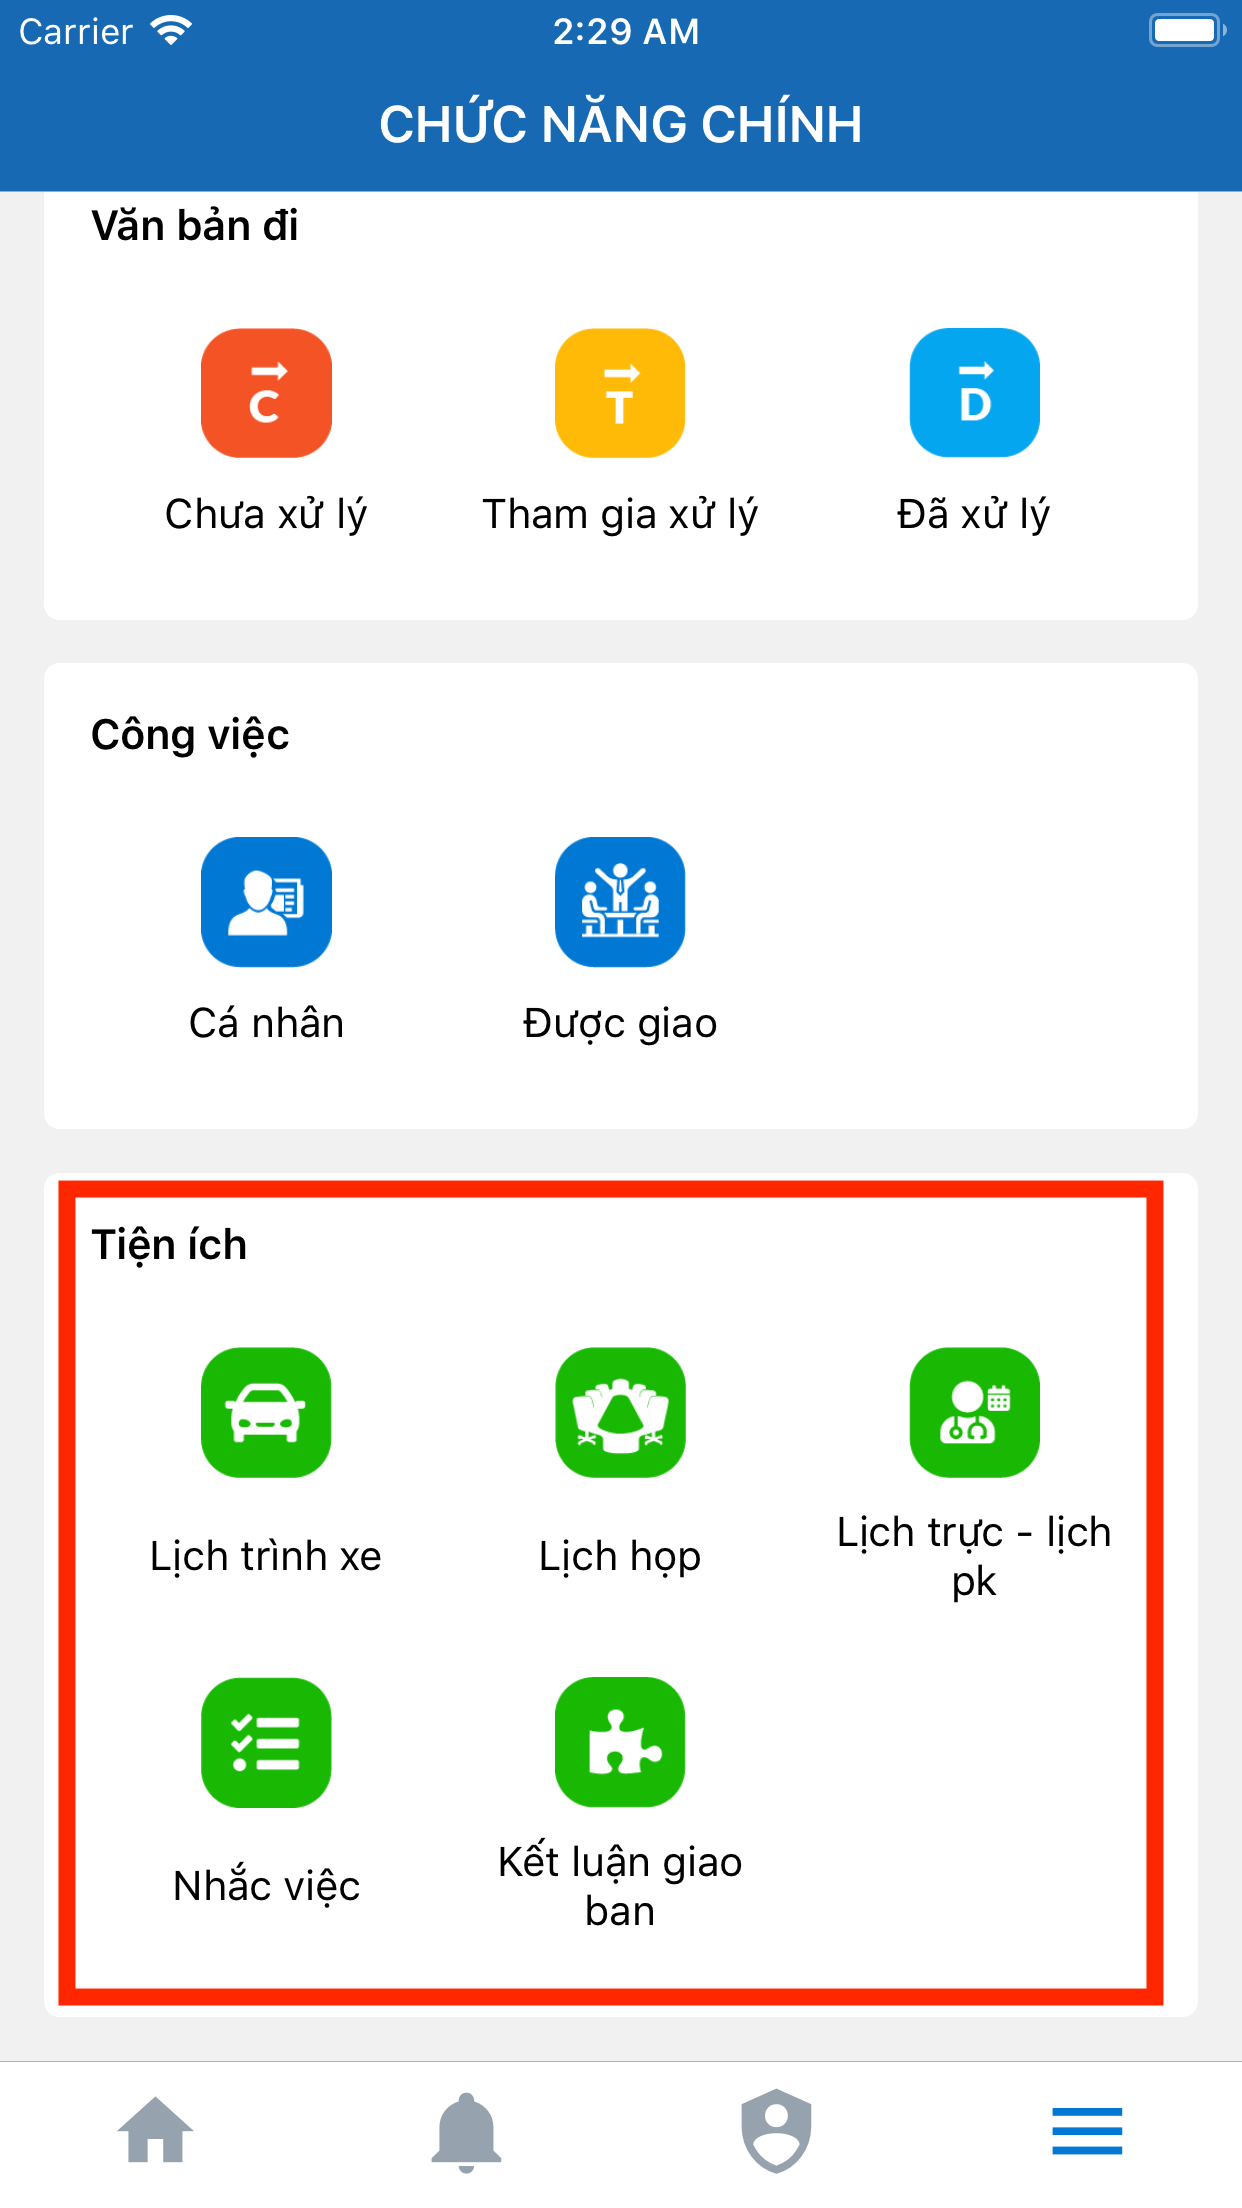 Carrier 2:29 AM
CHỨC NĂNG CHÍNH
Văn bản đi
C T D
Chưa xử lý Tham gia xử lý Đã xử lý
Công việc
Cá nhân Được giao
Tiện ích
Lịch trình xe Lịch họp Lịch trực - lịch
pk
Nhắc việc Kết luận giao
ban